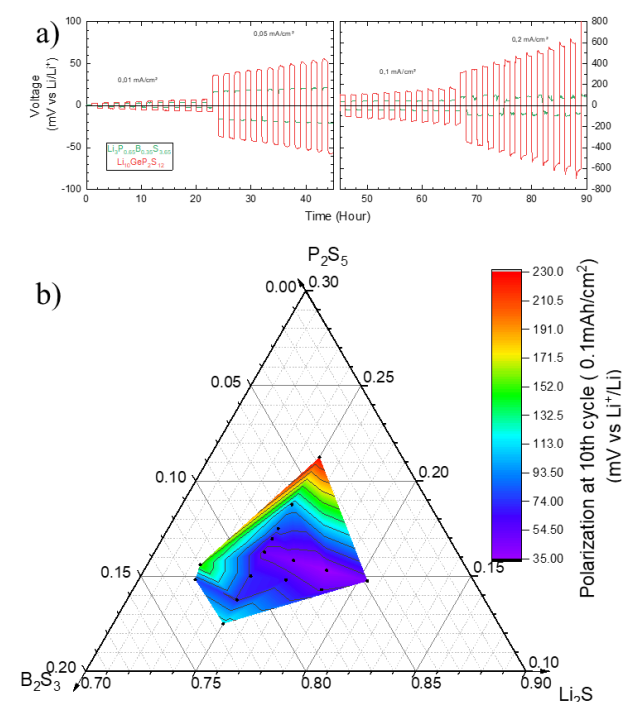 a)
Voltage
(mV vs Li/Li⁺)
100
50
0
-50
-100
0,01 mA/cm²
0,05 mA/cm²
0,1 mA/cm²
0,2 mA/cm²
Li₃P₀.₆₅B₀.₃₅S₃.₆₅
Li₁₀GeP₂S₁₂
800
600
400
200
0
-200
-400
-600
-800
0 10 20 30 40 50 60 70 80 90
Time (Hour)
b)
P₂S₅
0.00 0.30
0.05 0.25
0.10 0.20
0.15 0.15
0.20 0.10
0.70 0.75 0.80 0.85 0.90
B₂S₃
Li₂S
230.0
210.5
191.0
171.5
152.0
132.5
113.0
93.50
74.00
54.50
35.00
Polarization at 10th cycle ( 0.1mAh/cm²)
(mV vs Li⁺/Li)